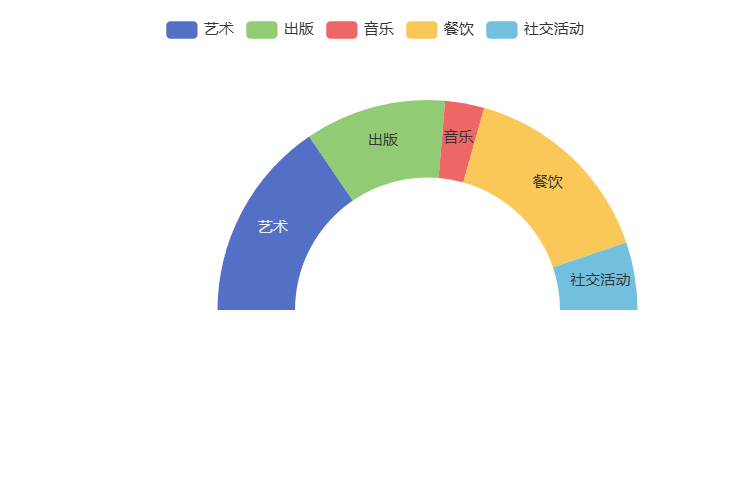 艺术 出版 音乐 餐饮 社交活动
出版
音乐
餐饮
艺术
社交活动